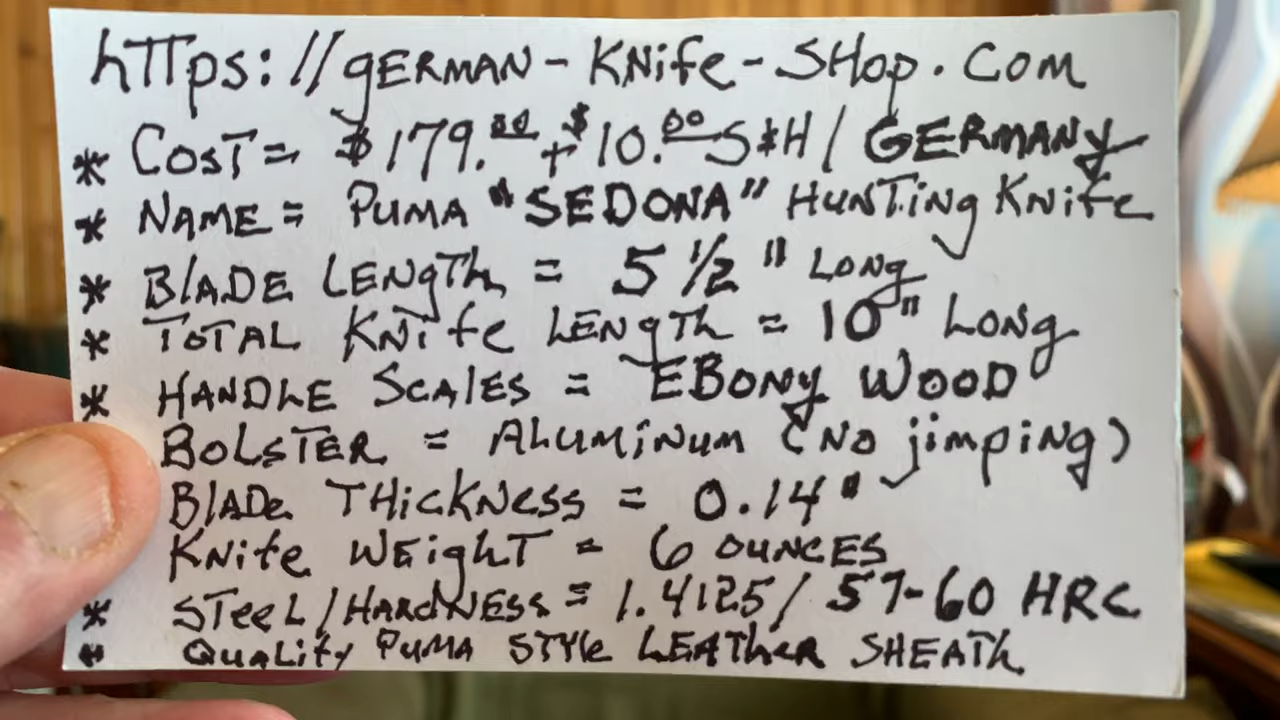 https://german-Knife-Shop.com
* Cost = $179.00 + $10.00 S&H / GERMANY
* NAME = PUMA "SEDONA" HUNTING KNIFE
* BLADE LENGTH = 5 1/2" LONG
* TOTAL KNIFE LENGTH = 10" LONG
* HANDLE SCALES = EBONY WOOD
BOLSTER = ALUMINUM (NO jimping)
BLADE THICKNESS = 0.14"
KNIFE WEIGHT = 6 OUNCES
* STEEL/HARDNESS = 1.4125/ 57-60 HRC
* QUALITY PUMA STYLE LEATHER SHEATH